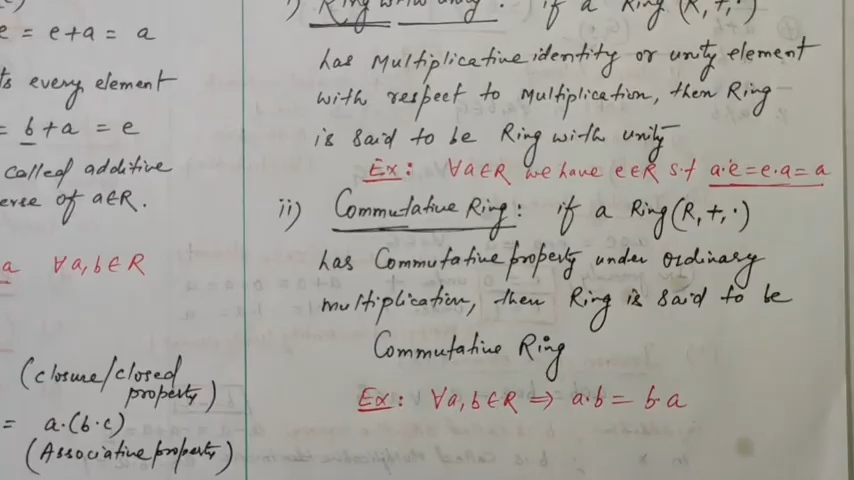 e = e+a = a
ts every element
= b+a = e
called additive
erse of a∈R.
a ∀a,b∈R
(closure/closed
property)
= a.(b.c)
(Associative property)
i) Ring with unity : if a Ring (R,+,.)
has Multiplicative identity or unity element
with respect to Multiplication, then Ring
is said to be Ring with unity
Ex: ∀a∈R we have e∈R s.t a.e=e.a=a
ii) Commutative Ring: if a Ring(R,+,.)
has Commutative property under ordinary
multiplication, then Ring is said to be
Commutative Ring
Ex: ∀a,b∈R ⇒ a.b = b.a